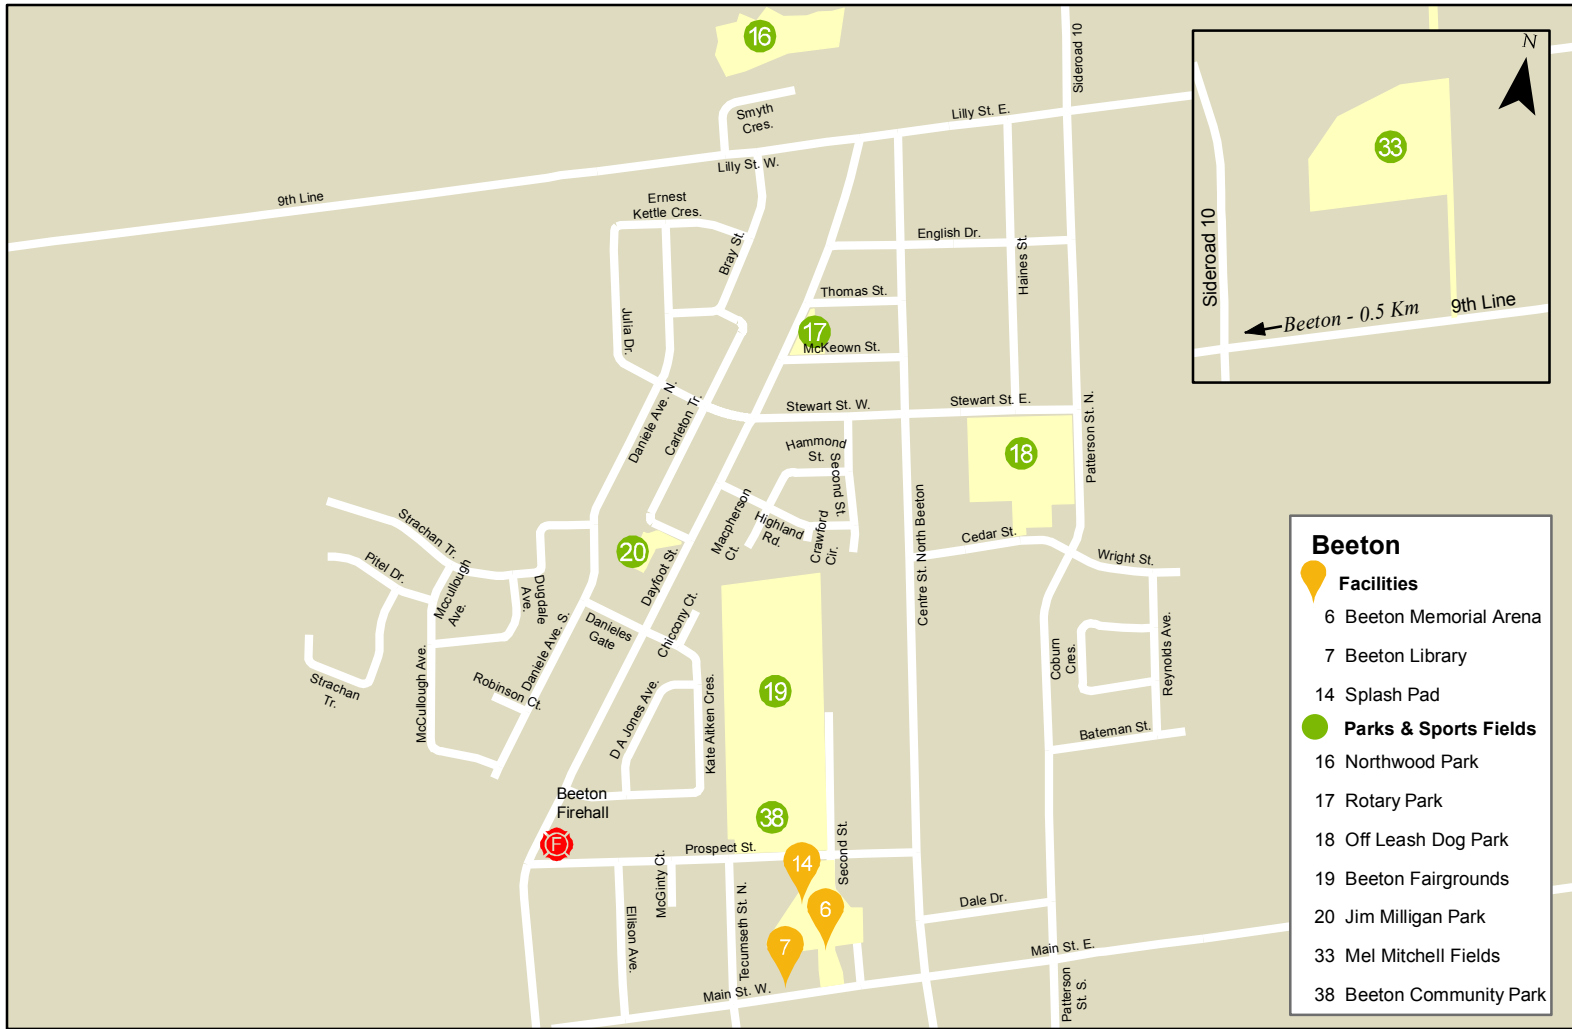 16
Smyth
Cres.
Lilly St. E.
Sideroad 10
Lilly St. W.
9th Line
Ernest
Kettle Cres.
Bray St.
English Dr.
Haines St.
Thomas St.
17
McKeown St.
Julia Dr.
Daniele Ave. N.
Carleton Tr.
Stewart St. W.
Stewart St. E.
Patterson St. N.
Hammond
St.
Second St.
18
Macpherson
Ct.
Highland
Rd.
Crawford
Cir.
Centre St. North Beeton
Cedar St.
Wright St.
Strachan Tr.
Pitel Dr.
Mccullough
Ave.
Dugdale
Ave.
20
Dayfoot St.
Danieles
Gate
Chiccony Ct.
Daniele Ave. S.
Robinson Ct.
Strachan
Tr.
McCullough Ave.
D A Jones Ave.
Kate Aitken Cres.
19
Coburn
Cres.
Reynolds Ave.
Bateman St.
Beeton
Firehall
F
38
Prospect St.
Second St.
McGinty Ct.
Ellison Ave.
Tecumseth St. N.
14
6
7
Dale Dr.
Main St. W.
Main St. E.
Patterson
St. S.
N
33
Sideroad 10
Beeton - 0.5 Km
9th Line
Beeton
Facilities
6 Beeton Memorial Arena
7 Beeton Library
14 Splash Pad
Parks & Sports Fields
16 Northwood Park
17 Rotary Park
18 Off Leash Dog Park
19 Beeton Fairgrounds
20 Jim Milligan Park
33 Mel Mitchell Fields
38 Beeton Community Park